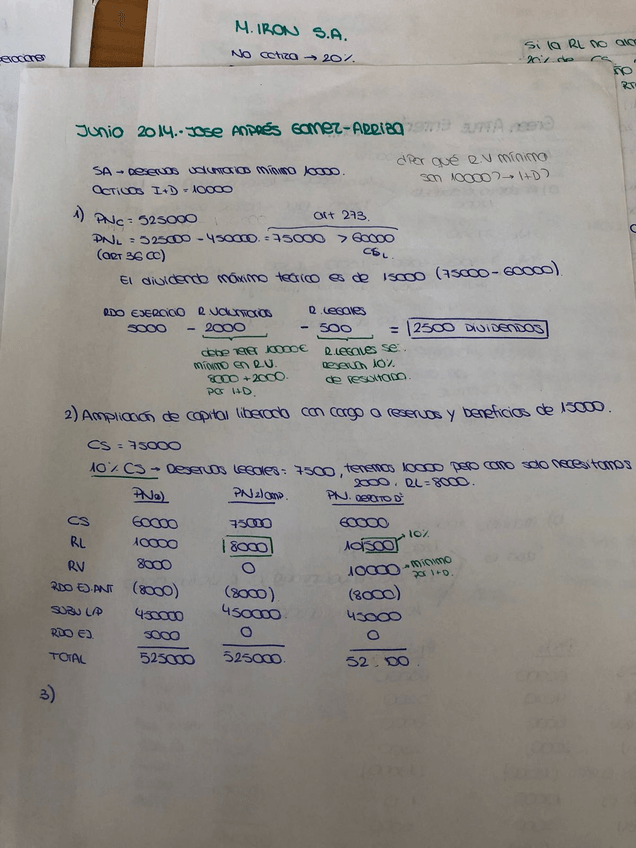 M. IRON S.A.
No cotiza → 20%
Si la RL no
20% de CS
Junio 2014.- JOSE ANDRÉS GOMEZ-ARRIBA
SA → Reservas voluntarias mínimo 10000.
ACTIVOS I+D = 10000
¿Por qué R.V mínima
son 10000? → I+D?
1) PNc = 525000
art 273.
PNL = 525000 - 450000 = 75000 > 60000
(ART 36 CC)
CSL
El dividendo máximo teórico es de 15000 (75000-60000).
RDO EJERCICIO R. VOLUNTARIAS R. LEGALES
5000 - 2000 - 500 = 2500 DIVIDENDOS
debe tener 10000€
mínimo en R.V.
8000 + 2000.
por I+D.
R. LEGALES SE
reserva 10%
de resultado.
2) Ampliación de capital liberada con cargo a reservas y beneficios de 15000.
CS = 75000
10% CS → Reservas legales = 7500, tenemos 10000 pero como solo necesitamos
2000, RL = 8000.
PN2) PN2/amp. PN. REPARTO Dº
CS 60000 75000 60000
RL 10000 8000 10500 → 10%
RV 8000 0 10000 → mínimo
por I+D.
RDO EJ.ANT (8000) (8000) (8000)
SUBV L/P 450000 450000 45000
RDO EJ 5000 0 0
TOTAL 525000 525000. 52 100
3)